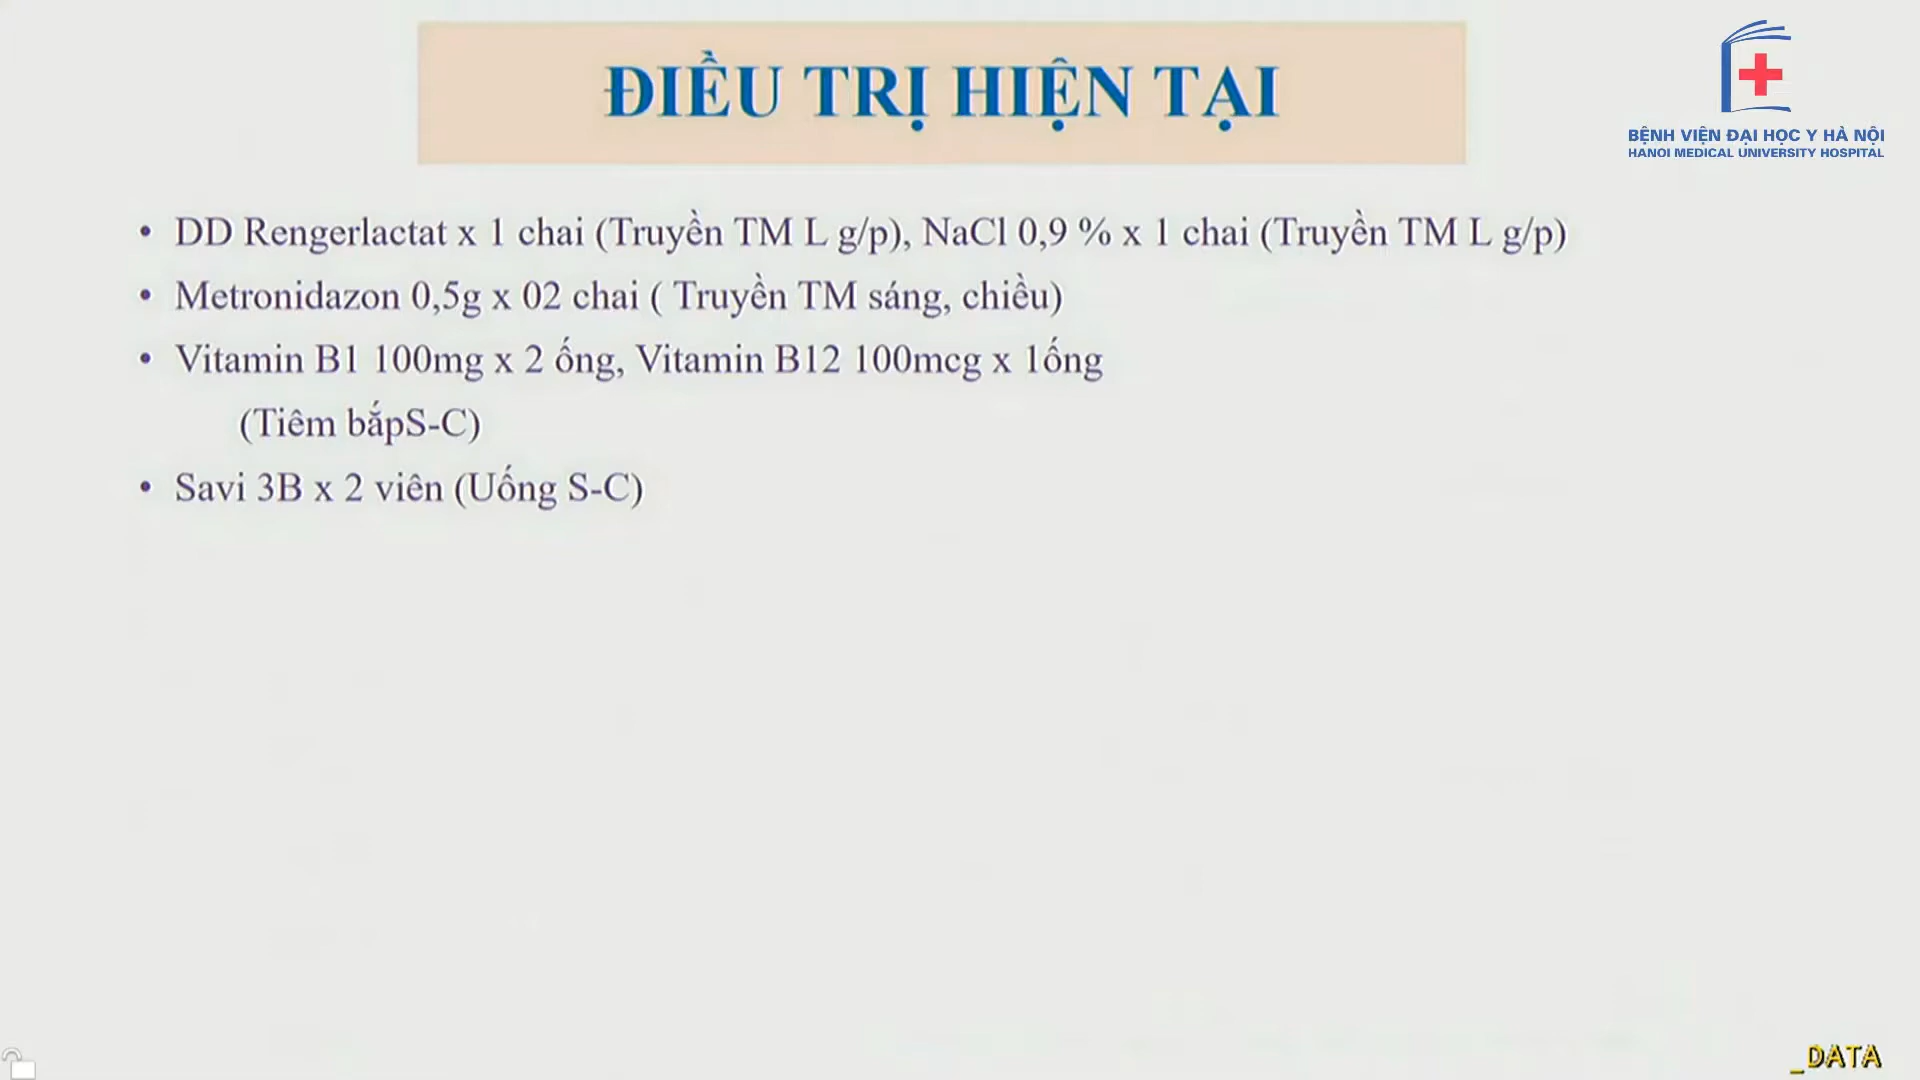 ĐIỀU TRỊ HIỆN TẠI
BỆNH VIỆN ĐẠI HỌC Y HÀ NỘI
HANOI MEDICAL UNIVERSITY HOSPITAL
• DD Rengerlactat x 1 chai (Truyền TM L g/p), NaCl 0,9 % x 1 chai (Truyền TM L g/p)
• Metronidazon 0,5g x 02 chai ( Truyền TM sáng, chiều)
• Vitamin B1 100mg x 2 ống, Vitamin B12 100mcg x 1ống
(Tiêm bắpS-C)
• Savi 3B x 2 viên (Uống S-C)
_DATA